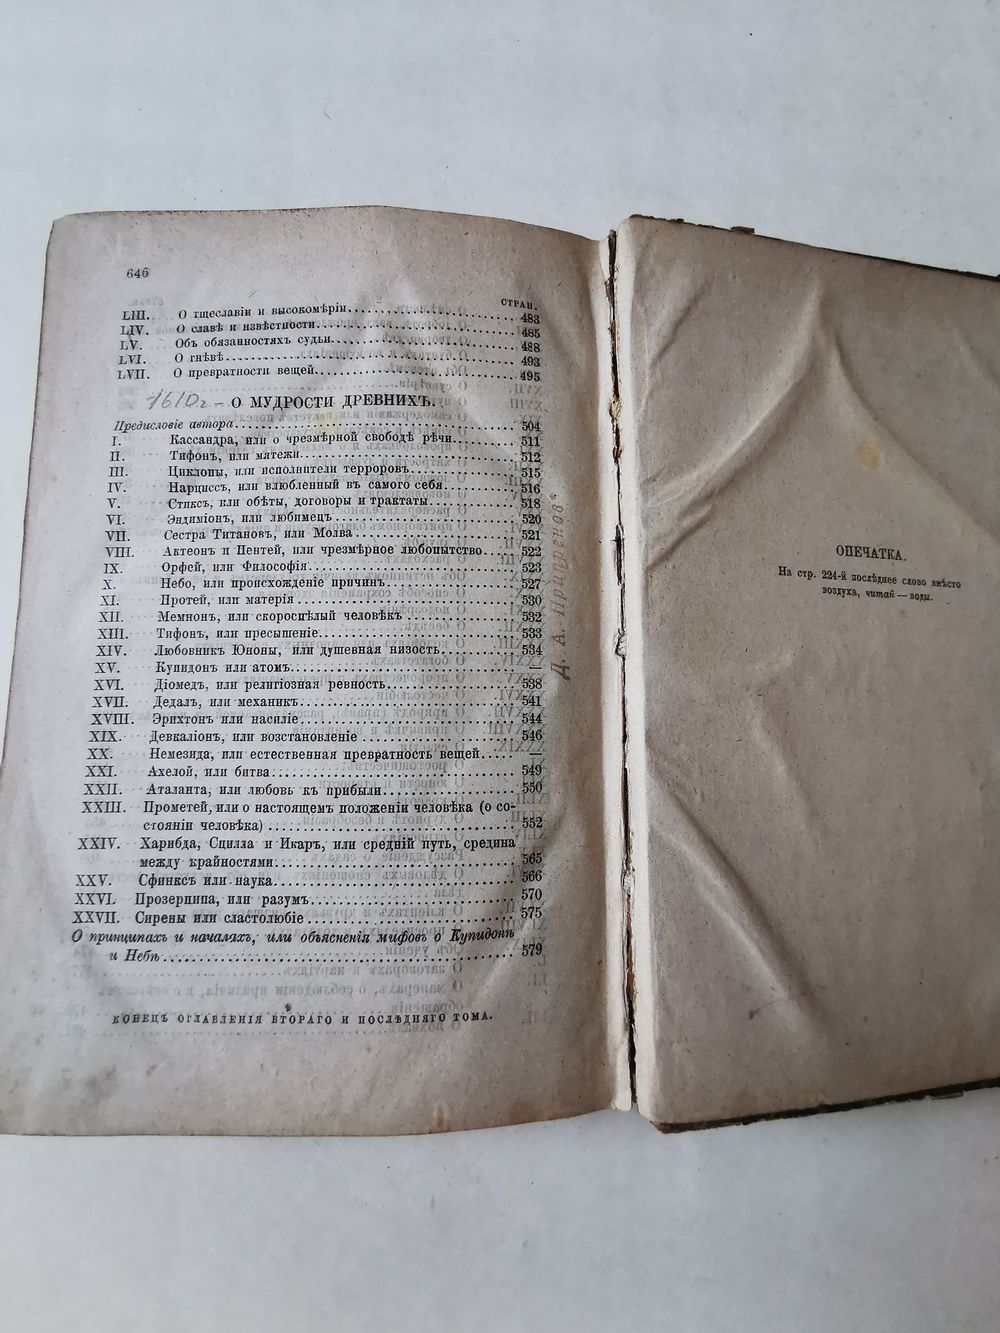 646
СТРАН.
LIII. О тщеславіи и высокомѣріи 483
LIV. О славѣ и извѣстности 485
LV. Объ обязанностяхъ судьи 488
LVI. О гнѣвѣ 493
LVII. О превратности вещей 495
1610г - О МУДРОСТИ ДРЕВНИХЪ.
Предисловіе автора 504
I. Кассандра, или о чрезмѣрной свободѣ рѣчи 511
II. Тифонъ, или мятежи 512
III. Циклопы, или исполнители терроровъ 515
IV. Нарциссъ, или влюбленный въ самого себя 516
V. Стиксъ, или обѣты, договоры и трактаты 518
VI. Эндиміонъ, или любимецъ 520
VII. Сестра Титановъ, или Молва 521
VIII. Актеонъ и Пентей, или чрезмѣрное любопытство 522
IX. Орфей, или Философія 523
X. Небо, или происхожденіе причинъ 527
XI. Протей, или матерія 530
XII. Мемнонъ, или скороспѣлый человѣкъ 532
XIII. Тифонъ, или пресыщеніе 533
XIV. Любовникъ Юноны, или душевная низость 534
XV. Купидонъ или атомъ —
XVI. Діомедъ, или религіозная ревность 538
XVII. Дедалъ, или механикъ 541
XVIII. Эрихтонъ или насиліе 544
XIX. Девкаліонъ, или возстановленіе 546
XX. Немезида, или естественная превратность вещей —
XXI. Ахелой, или битва 549
XXII. Аталанта, или любовь къ прибыли 550
XXIII. Прометей, или о настоящемъ положеніи человѣка (о со-
стояніи человѣка) 552
XXIV. Харибда, Сцилла и Икаръ, или средній путь, средина
между крайностями 565
XXV. Сфинксъ или наука 566
XXVI. Прозерпина, или разумъ 570
XXVII. Сирены или сластолюбіе 575
О принципахъ и началахъ, или объясненія мифовъ о Купидонѣ
и Небѣ 579
КОНЕЦЪ ОГЛАВЛЕНІЯ ВТОРАГО И ПОСЛѢДНЯГО ТОМА.
Д. А.
ОПЕЧАТКА.
На стр. 224-й послѣднее слово вмѣсто
воздуха, читай — воды.